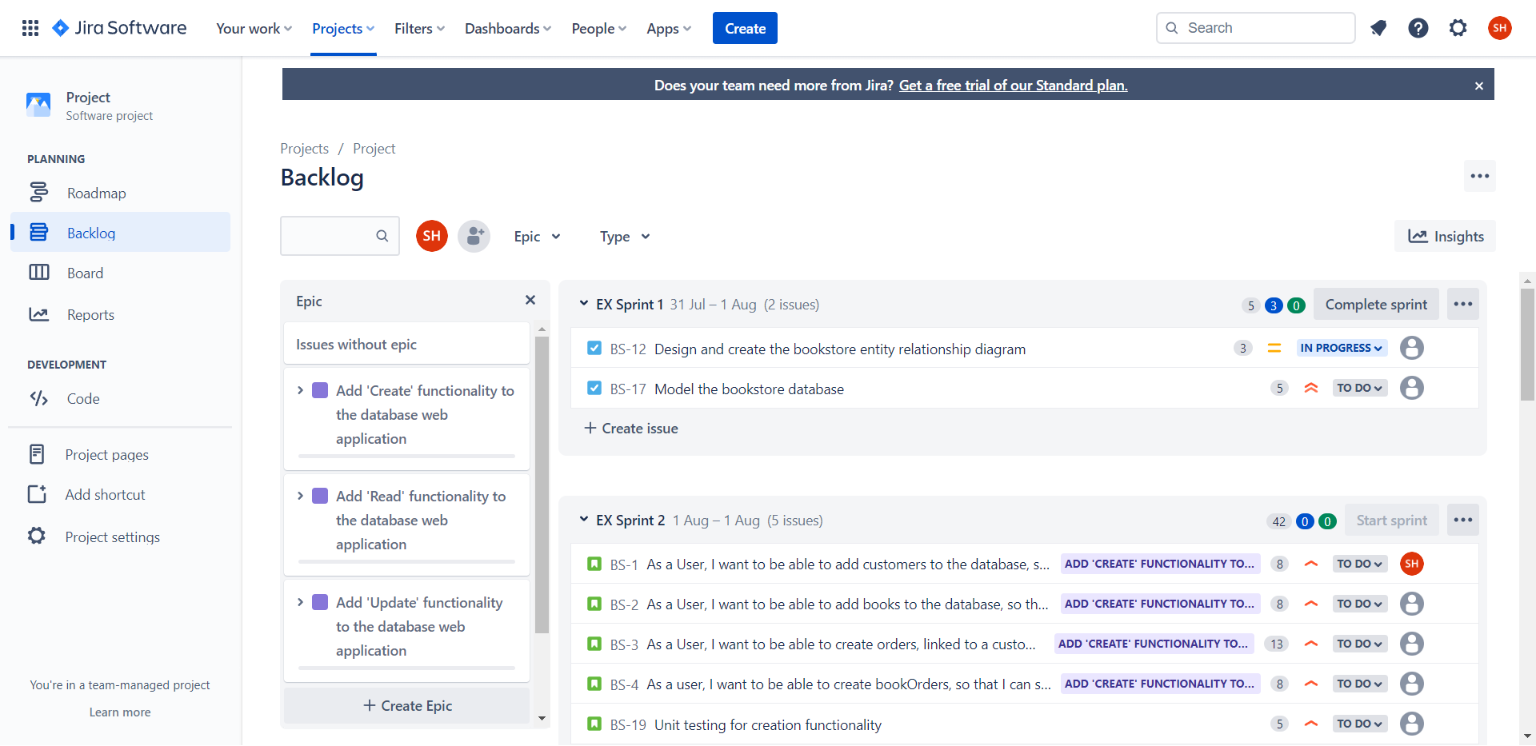 Jira Software
Your work
Projects
Filters
Dashboards
People
Apps
Create
Search
SH
Project
Software project
PLANNING
Roadmap
Backlog
Board
Reports
DEVELOPMENT
Code
Project pages
Add shortcut
Project settings
You're in a team-managed project
Learn more
Does your team need more from Jira? Get a free trial of our Standard plan.
Projects / Project
Backlog
SH
Epic
Type
Insights
Epic
Issues without epic
Add 'Create' functionality to
the database web
application
Add 'Read' functionality to
the database web
application
Add 'Update' functionality
to the database web
application
+ Create Epic
EX Sprint 1 31 Jul – 1 Aug (2 issues) 5 3 0 Complete sprint
BS-12 Design and create the bookstore entity relationship diagram 3 IN PROGRESS
BS-17 Model the bookstore database 5 TO DO
+ Create issue
EX Sprint 2 1 Aug – 1 Aug (5 issues) 42 0 0 Start sprint
BS-1 As a User, I want to be able to add customers to the database, s... ADD 'CREATE' FUNCTIONALITY TO... 8 TO DO SH
BS-2 As a User, I want to be able to add books to the database, so th... ADD 'CREATE' FUNCTIONALITY TO... 8 TO DO
BS-3 As a User, I want to be able to create orders, linked to a custo... ADD 'CREATE' FUNCTIONALITY TO... 13 TO DO
BS-4 As a user, I want to be able to create bookOrders, so that I can s... ADD 'CREATE' FUNCTIONALITY TO... 8 TO DO
BS-19 Unit testing for creation functionality 5 TO DO